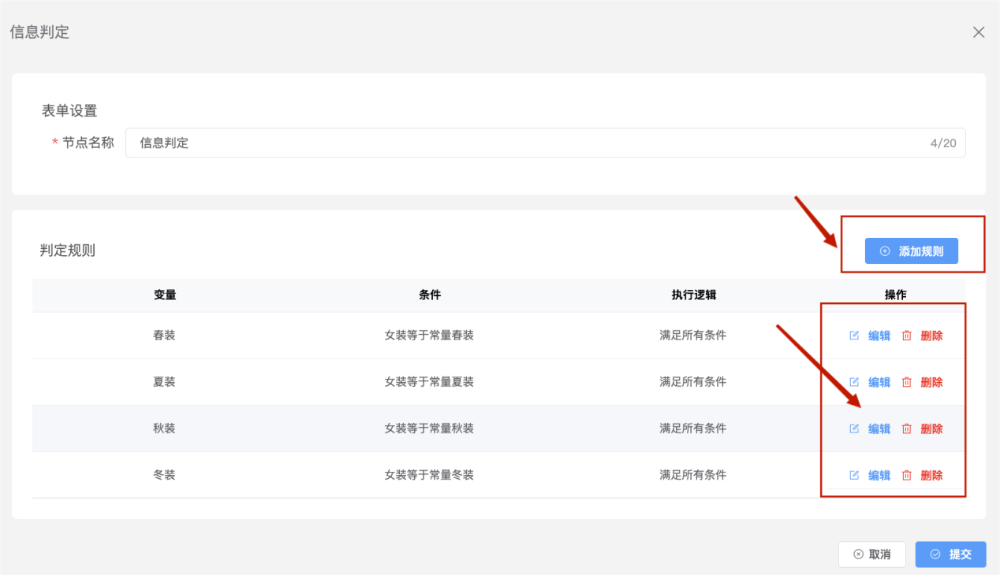 信息判定
表单设置
* 节点名称 信息判定 4/20
判定规则 添加规则
变量 条件 执行逻辑 操作
春装 女装等于常量春装 满足所有条件 编辑 删除
夏装 女装等于常量夏装 满足所有条件 编辑 删除
秋装 女装等于常量秋装 满足所有条件 编辑 删除
冬装 女装等于常量冬装 满足所有条件 编辑 删除
取消 提交